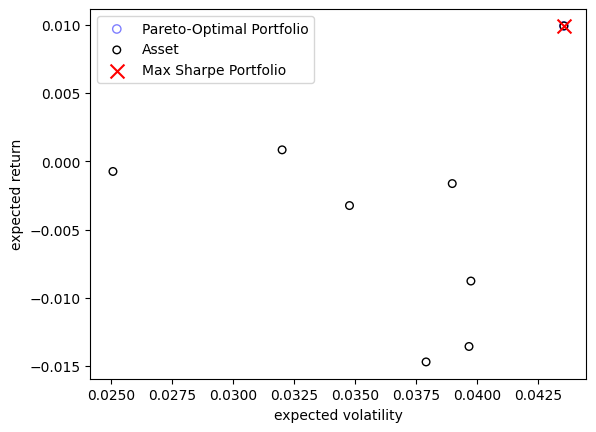 Pareto-Optimal Portfolio
Asset
Max Sharpe Portfolio
0.010
0.005
0.000
−0.005
−0.010
−0.015
expected return
0.0250 0.0275 0.0300 0.0325 0.0350 0.0375 0.0400 0.0425
expected volatility